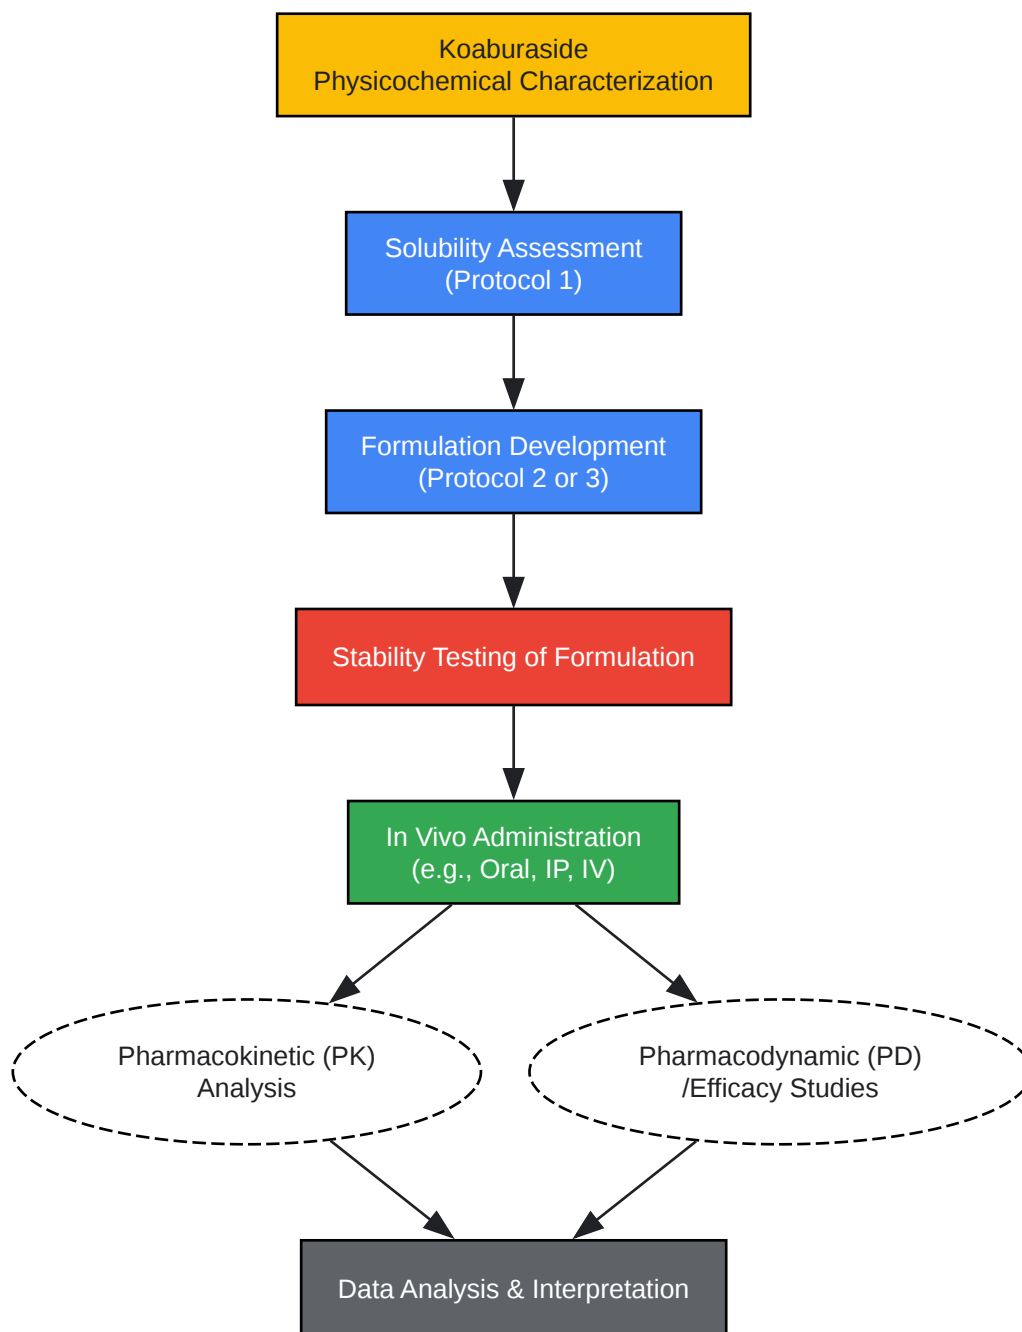 Koaburaside
Physicochemical Characterization
Solubility Assessment
(Protocol 1)
Formulation Development
(Protocol 2 or 3)
Stability Testing of Formulation
In Vivo Administration
(e.g., Oral, IP, IV)
Pharmacokinetic (PK)
Analysis
Pharmacodynamic (PD)
/Efficacy Studies
Data Analysis & Interpretation